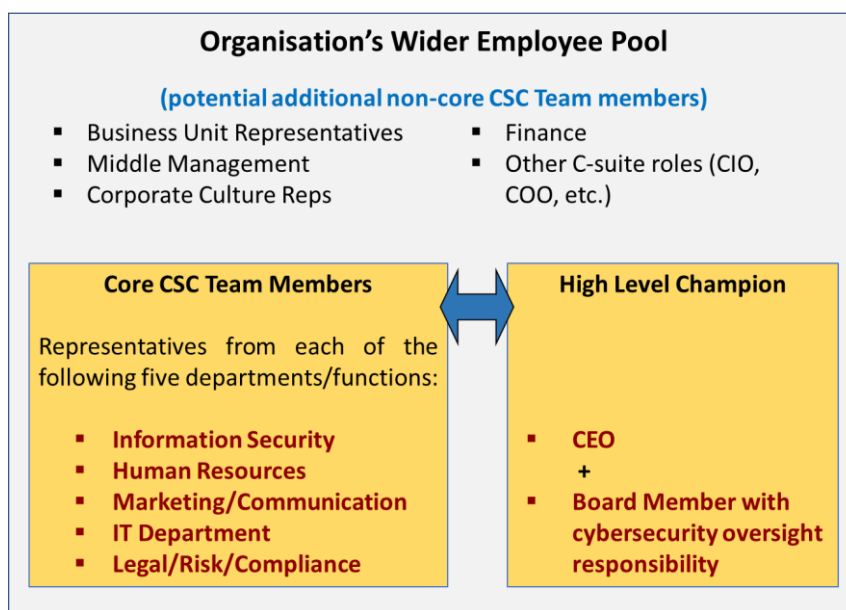 Organisation's Wider Employee Pool
(potential additional non-core CSC Team members)
▪ Business Unit Representatives
▪ Middle Management
▪ Corporate Culture Reps
▪ Finance
▪ Other C-suite roles (CIO,
COO, etc.)
Core CSC Team Members
Representatives from each of the
following five departments/functions:
▪ Information Security
▪ Human Resources
▪ Marketing/Communication
▪ IT Department
▪ Legal/Risk/Compliance
High Level Champion
▪ CEO
+
▪ Board Member with
cybersecurity oversight
responsibility